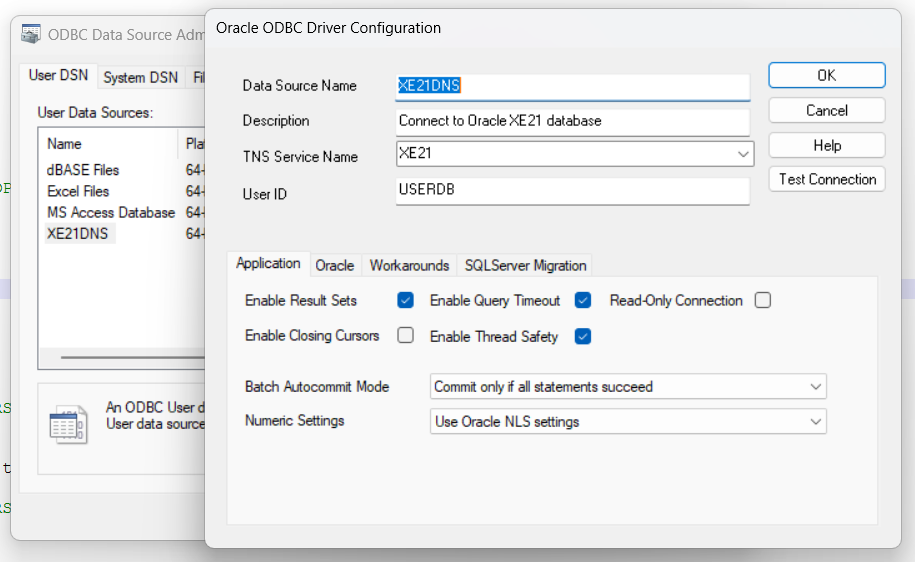 ODBC Data Source Adm
Oracle ODBC Driver Configuration
User DSN
System DSN
Fi
User Data Sources:
Name
Pla
dBASE Files
64-
Excel Files
64-
MS Access Database
64-
XE21DNS
64-
An ODBC User d
User data source
Data Source Name
XE21DNS
Description
Connect to Oracle XE21 database
TNS Service Name
XE21
User ID
USERDB
OK
Cancel
Help
Test Connection
Application
Oracle
Workarounds
SQLServer Migration
Enable Result Sets
Enable Query Timeout
Read-Only Connection
Enable Closing Cursors
Enable Thread Safety
Batch Autocommit Mode
Commit only if all statements succeed
Numeric Settings
Use Oracle NLS settings